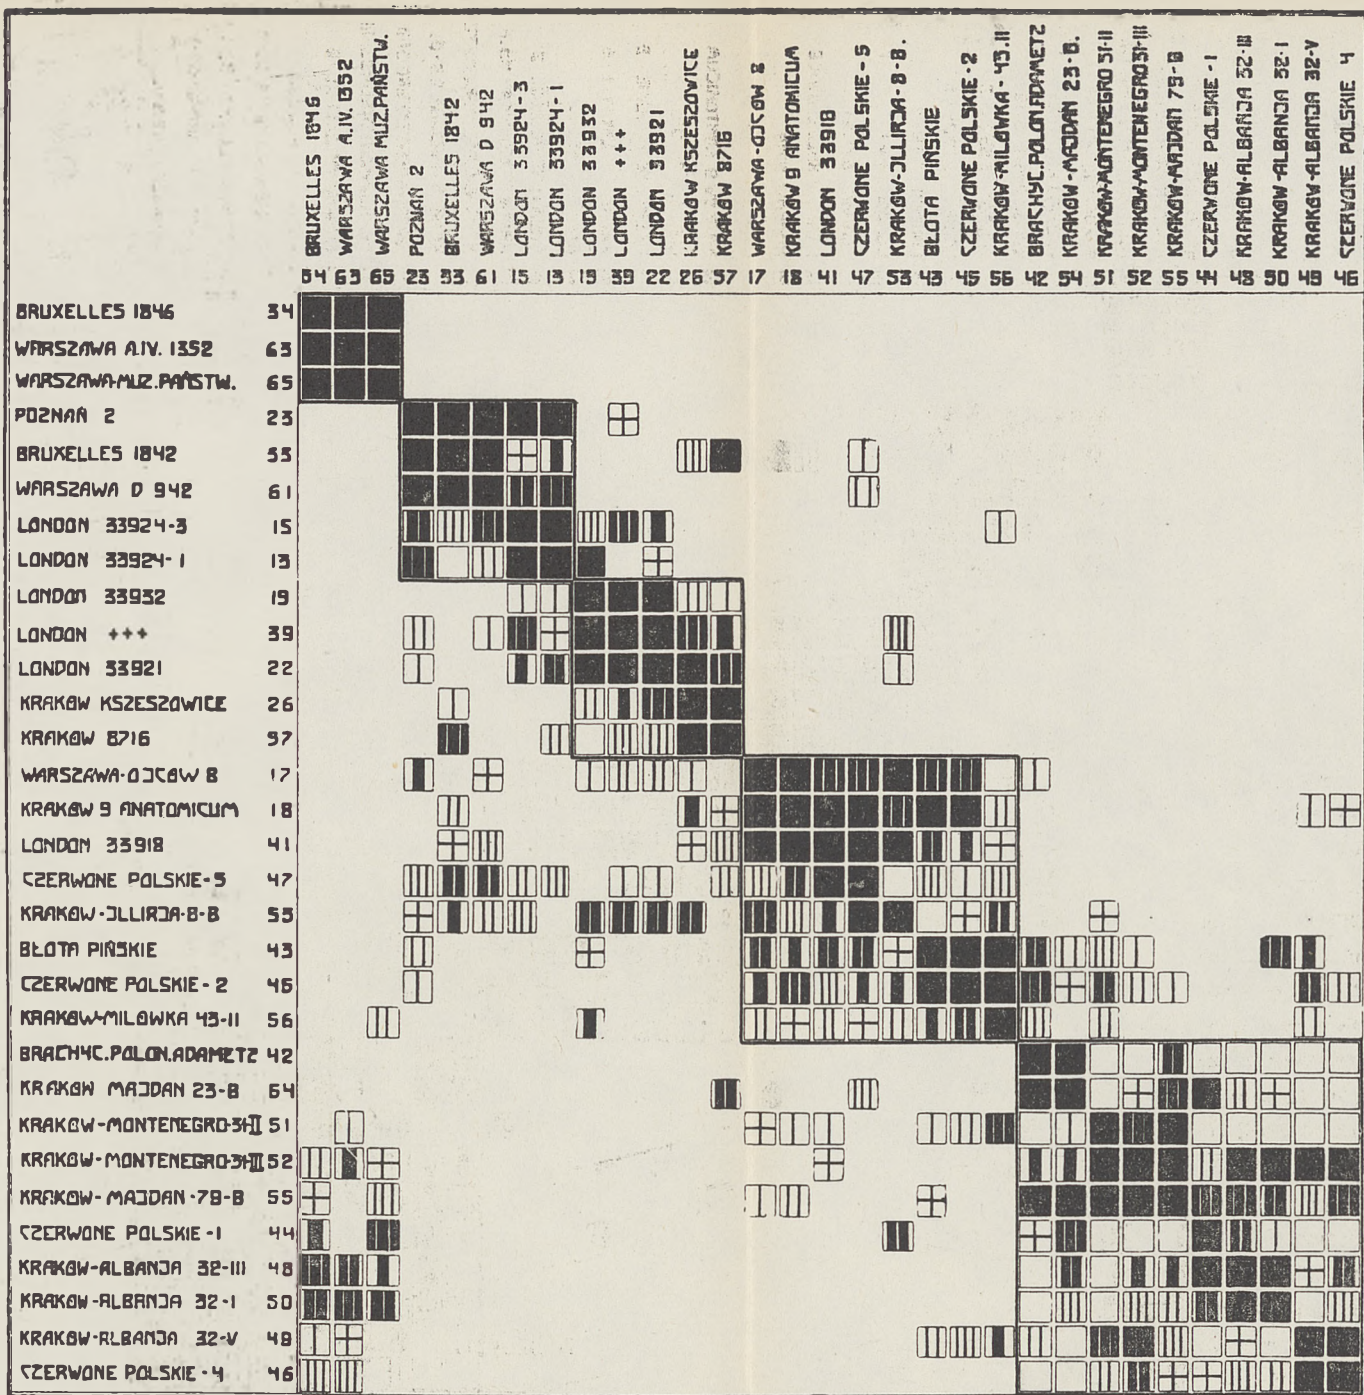 BRUXELLES 1846
WARSZAWA A.IV. 1352
WARSZAWA MUZ.PAŃSTW.
POZNAŃ 2
BRUXELLES 1842
WARSZAWA D 942
LONDON 33924-3
LONDON 33924-1
LONDON 33932
LONDON +++
LONDON 33921
KRAKOW KSZESZOWICE
KRAKOW 8716
WARSZAWA-OJCOW 8
KRAKOW 9 ANATOMICUM
LONDON 33918
CZERWONE POLSKIE - 5
KRAKOW-JLLIRJA-8-8.
BŁOTA PIŃSKIE
CZERWONE POLSKIE - 2
KRAKOW-MILOWKA - 43.II
BRACHYC.POLON.ADAMETZ
KRAKOW-MAJDAN 23-8.
KRAKOW-MONTENEGRO 31-II
KRAKOW-MONTENEGRO 31-III
KRAKOW-MAJDAN 79-8
CZERWONE POLSKIE - 1
KRAKOW-ALBANJA 32-III
KRAKOW-ALBANJA 32-I
KRAKOW-ALBANJA 32-V
CZERWONE POLSKIE 4
34 63 65 23 33 61 15 13 19 39 22 26 37 17 18 41 47 53 43 45 56 42 54 51 52 55 44 48 50 49 46
BRUXELLES 1846 34
WARSZAWA A.IV. 1352 63
WARSZAWA-MUZ.PAŃSTW. 65
POZNAŃ 2 23
BRUXELLES 1842 33
WARSZAWA D 942 61
LONDON 33924-3 15
LONDON 33924-1 13
LONDON 33932 19
LONDON +++ 39
LONDON 33921 22
KRAKOW KSZESZOWICE 26
KRAKOW 8716 37
WARSZAWA-OJCOW 8 17
KRAKOW 9 ANATOMICUM 18
LONDON 33918 41
CZERWONE POLSKIE-5 47
KRAKOW-JLLIRJA-8-8 53
BŁOTA PIŃSKIE 43
CZERWONE POLSKIE - 2 45
KRAKOW-MILOWKA 43-II 56
BRACHYC.POLON.ADAMETZ 42
KRAKOW MAJDAN 23-8 54
KRAKOW-MONTENEGRO-31-II 51
KRAKOW-MONTENEGRO-31-III 52
KRAKOW-MAJDAN-79-8 55
CZERWONE POLSKIE - 1 44
KRAKOW-ALBANJA 32-III 48
KRAKOW-ALBANJA 32-I 50
KRAKOW-ALBANJA 32-V 49
CZERWONE POLSKIE - 4 46